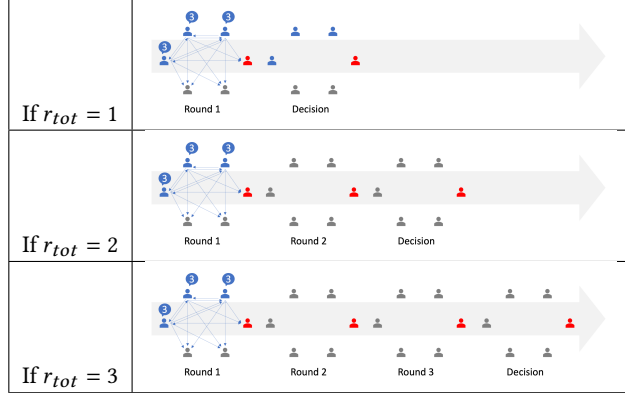 3 3
3
If r_tot = 1
Round 1 Decision
3 3
3
If r_tot = 2
Round 1 Round 2 Decision
3 3
3
If r_tot = 3
Round 1 Round 2 Round 3 Decision